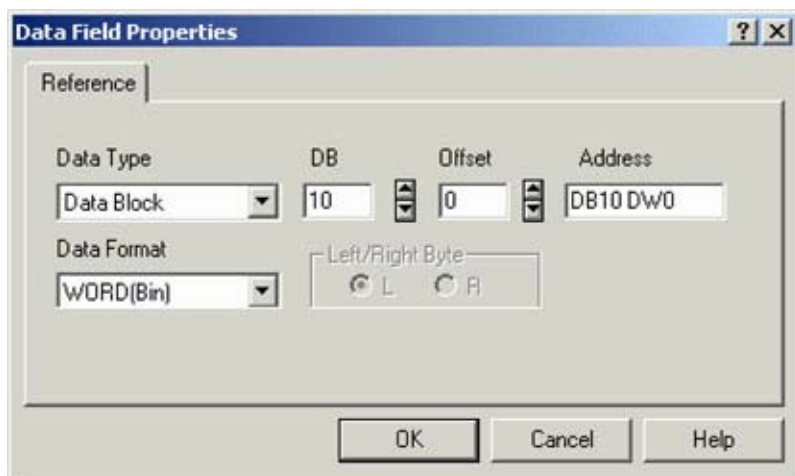 Data Field Properties
Reference
Data Type DB Offset Address
Data Block 10 0 DB10 DW0
Data Format Left/Right Byte
WORD(Bin) L R
OK Cancel Help